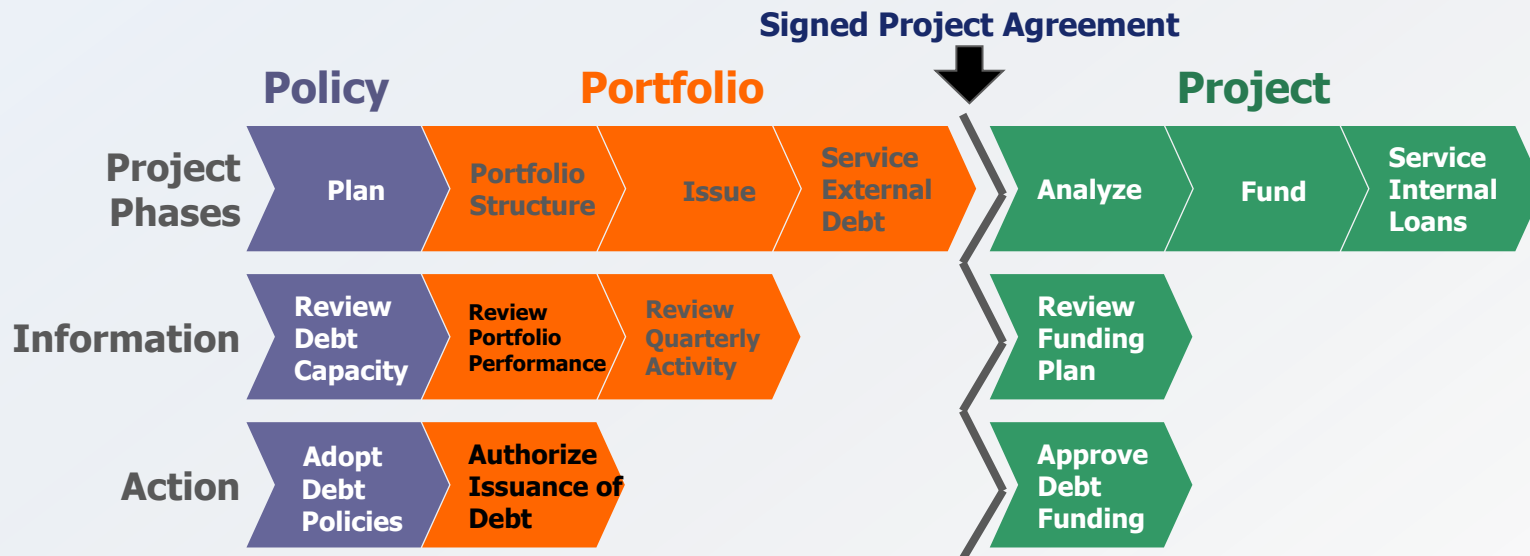 Signed Project Agreement
Policy
Portfolio
Project
Project
Phases
Plan
Portfolio
Structure
Issue
Service
External
Debt
Analyze
Fund
Service
Internal
Loans
Information
Review
Debt
Capacity
Review
Portfolio
Performance
Review
Quarterly
Activity
Review
Funding
Plan
Action
Adopt
Debt
Policies
Authorize
Issuance of
Debt
Approve
Debt
Funding